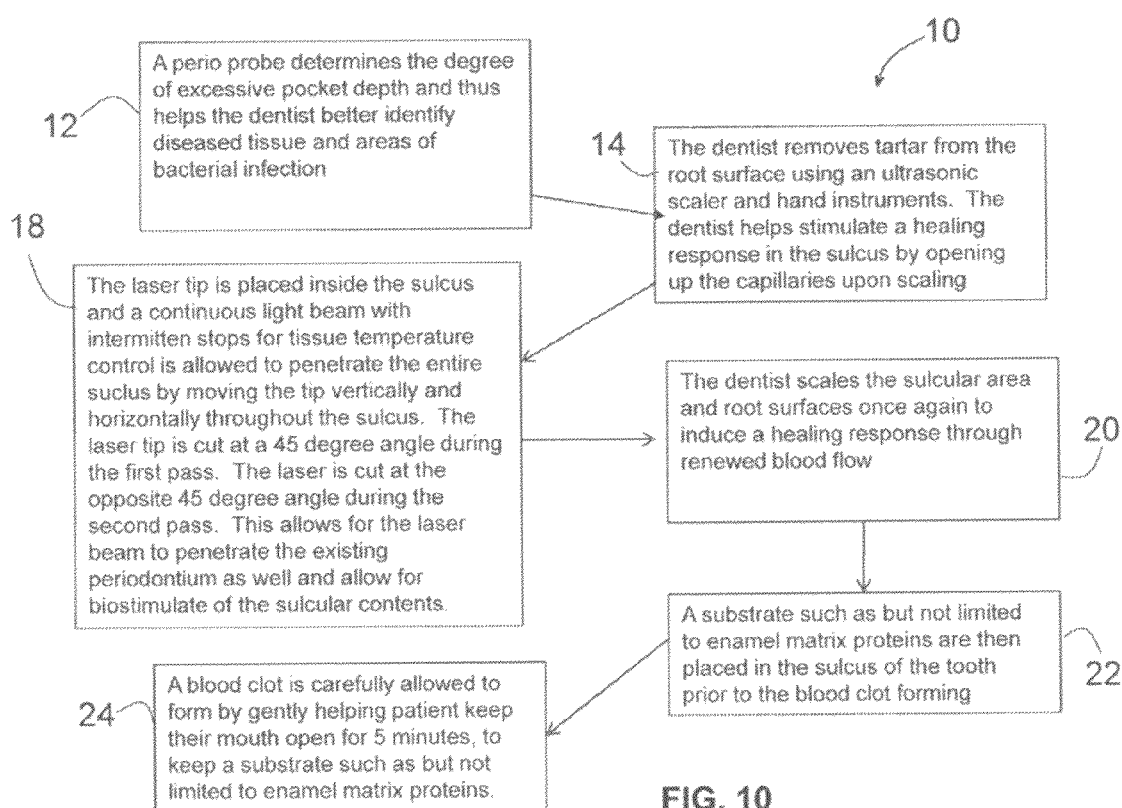 10
12
A perio probe determines the degree
of excessive pocket depth and thus
helps the dentist better identify
diseased tissue and areas of
bacterial infection
14
The dentist removes tartar from the
root surface using an ultrasonic
scaler and hand instruments. The
dentist helps stimulate a healing
response in the sulcus by opening
up the capillaries upon scaling
18
The laser tip is placed inside the sulcus
and a continuous light beam with
intermitten stops for tissue temperature
control is allowed to penetrate the entire
suclus by moving the tip vertically and
horizontally throughout the sulcus. The
laser tip is cut at a 45 degree angle during
the first pass. The laser is cut at the
opposite 45 degree angle during the
second pass. This allows for the laser
beam to penetrate the existing
periodontium as well and allow for
biostimulate of the sulcular contents.
The dentist scales the sulcular area
and root surfaces once again to
induce a healing response through
renewed blood flow
20
A substrate such as but not limited
to enamel matrix proteins are then
placed in the sulcus of the tooth
prior to the blood clot forming
22
24
A blood clot is carefully allowed to
form by gently helping patient keep
their mouth open for 5 minutes, to
keep a substrate such as but not
limited to enamel matrix proteins.
FIG. 10